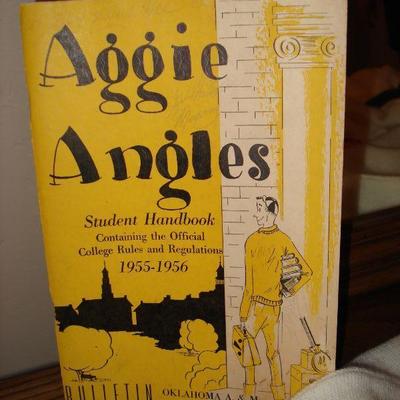 Aggie
Angles
Student Handbook
Containing the Official
College Rules and Regulations
1955-1956
BULLETIN OKLAHOMA A. & M.